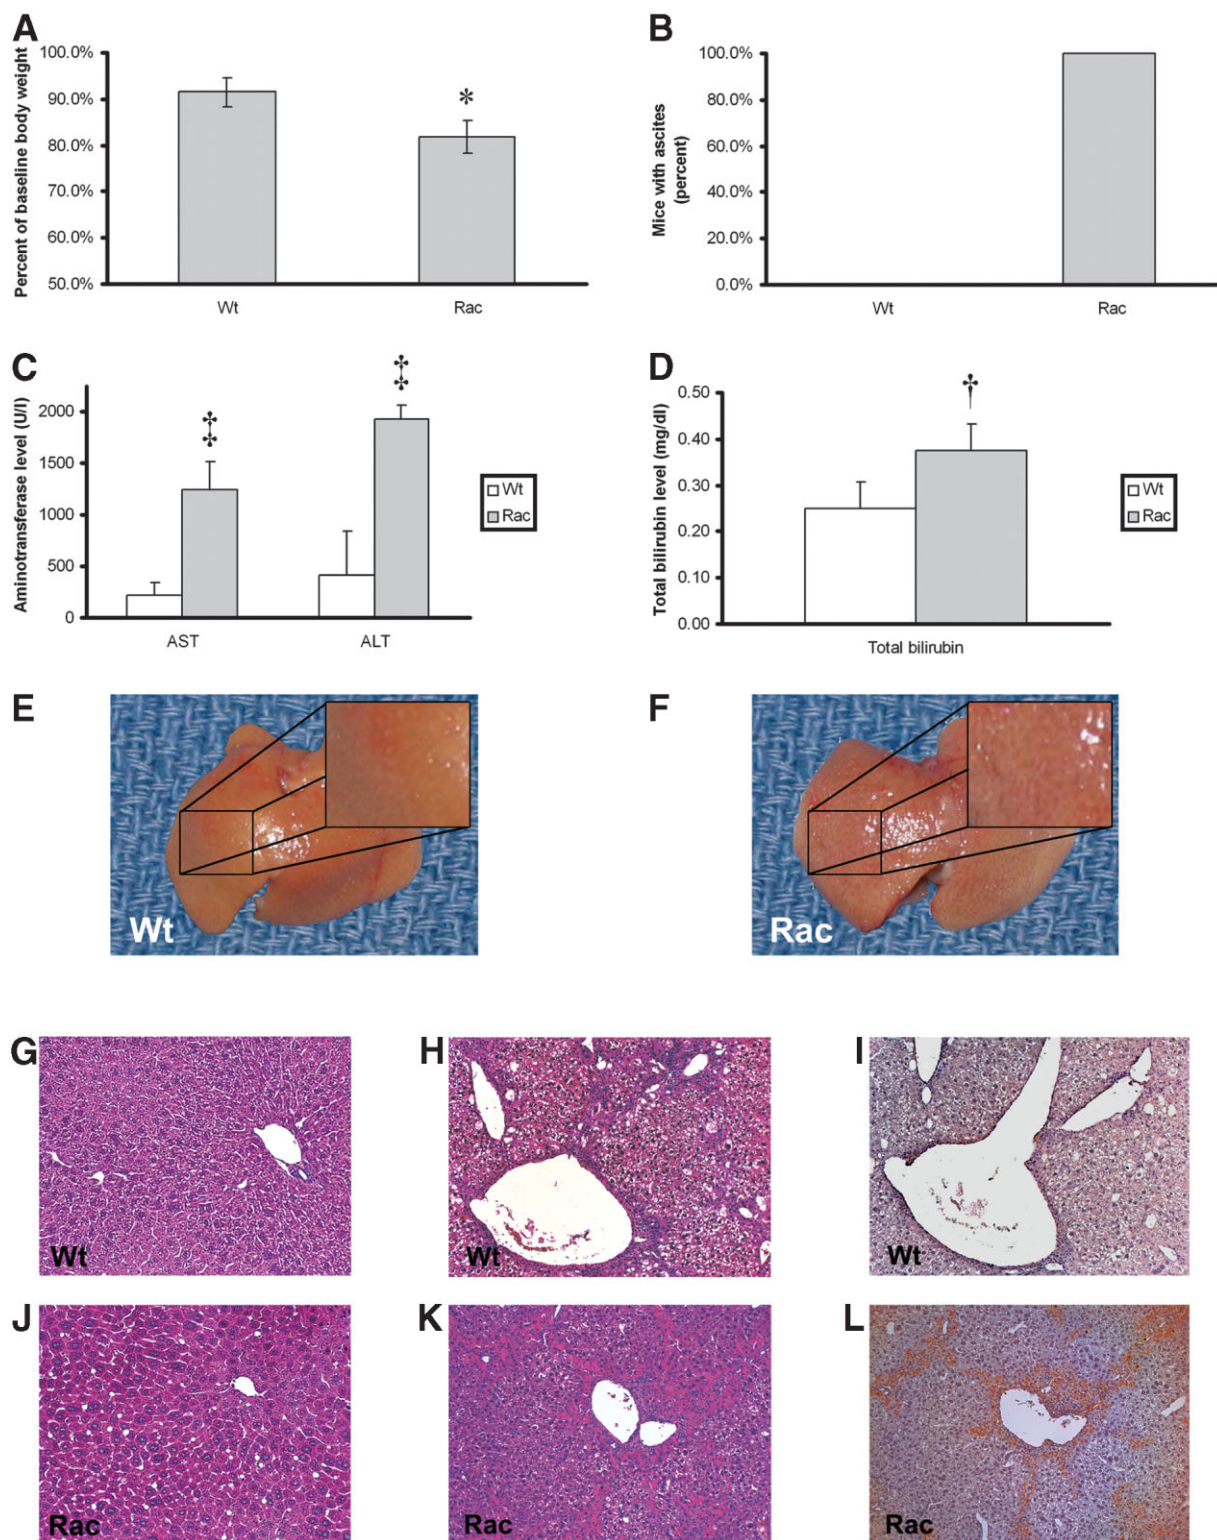 A
Percent of baseline body weight
100.0%
90.0%
80.0%
70.0%
60.0%
50.0%
*
Wt
Rac
B
Mice with ascites
(percent)
100.0%
80.0%
60.0%
40.0%
20.0%
0.0%
Wt
Rac
C
Aminotransferase level (U/l)
2000
1500
1000
500
0
‡
‡
AST
ALT
Wt
Rac
D
Total bilirubin level (mg/dl)
0.50
0.40
0.30
0.20
0.10
0.00
†
Total bilirubin
Wt
Rac
E
Wt
F
Rac
G
Wt
H
Wt
I
Wt
J
Rac
K
Rac
L
Rac